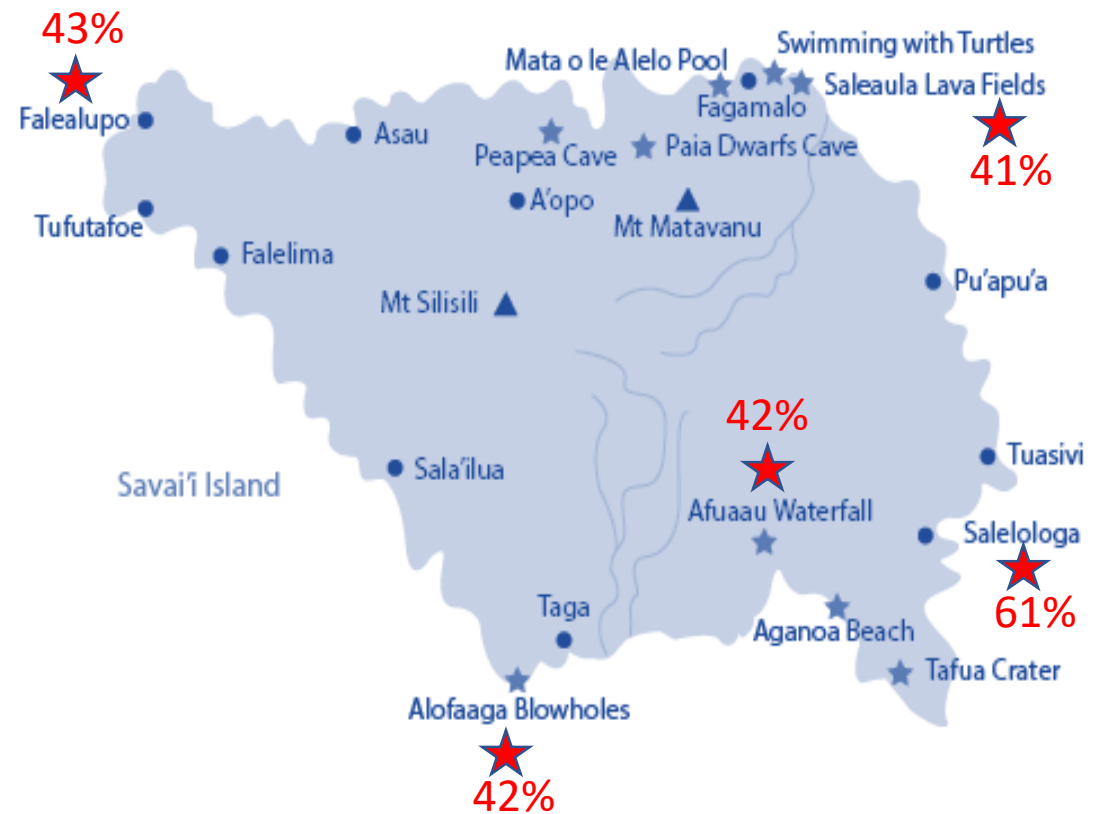 43%
Swimming with Turtles
Mata o le Alelo Pool
Saleaula Lava Fields
Fagamalo
Falealupo
Asau
Peapea Cave
Paia Dwarfs Cave
41%
A'opo
Tufutafoe
Mt Matavanu
Falelima
Pu'apu'a
Mt Silisili
42%
Tuasivi
Sala'ilua
Savai'i Island
Afuaau Waterfall
Salelologa
Taga
61%
Aganoa Beach
Tafua Crater
Alofaaga Blowholes
42%